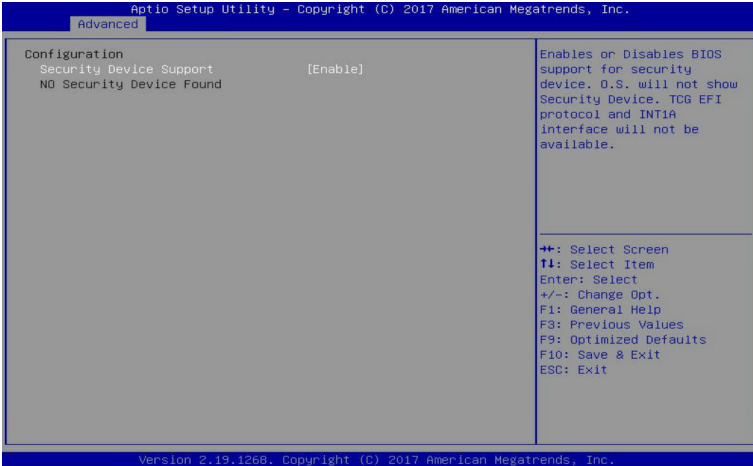 Aptio Setup Utility – Copyright (C) 2017 American Megatrends, Inc.
Advanced
Configuration
Security Device Support [Enable]
NO Security Device Found
Enables or Disables BIOS
support for security
device. O.S. will not show
Security Device. TCG EFI
protocol and INT1A
interface will not be
available.
→←: Select Screen
↑↓: Select Item
Enter: Select
+/-: Change Opt.
F1: General Help
F3: Previous Values
F9: Optimized Defaults
F10: Save & Exit
ESC: Exit
Version 2.19.1268. Copyright (C) 2017 American Megatrends, Inc.